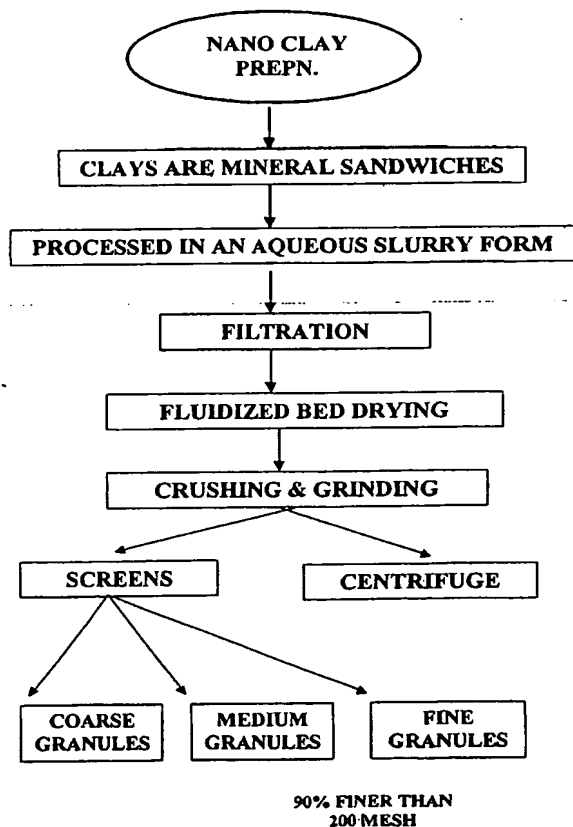 NANO CLAY
PREPN.
CLAYS ARE MINERAL SANDWICHES
PROCESSED IN AN AQUEOUS SLURRY FORM
FILTRATION
FLUIDIZED BED DRYING
CRUSHING & GRINDING
SCREENS
CENTRIFUGE
COARSE
GRANULES
MEDIUM
GRANULES
FINE
GRANULES
90% FINER THAN
200 MESH